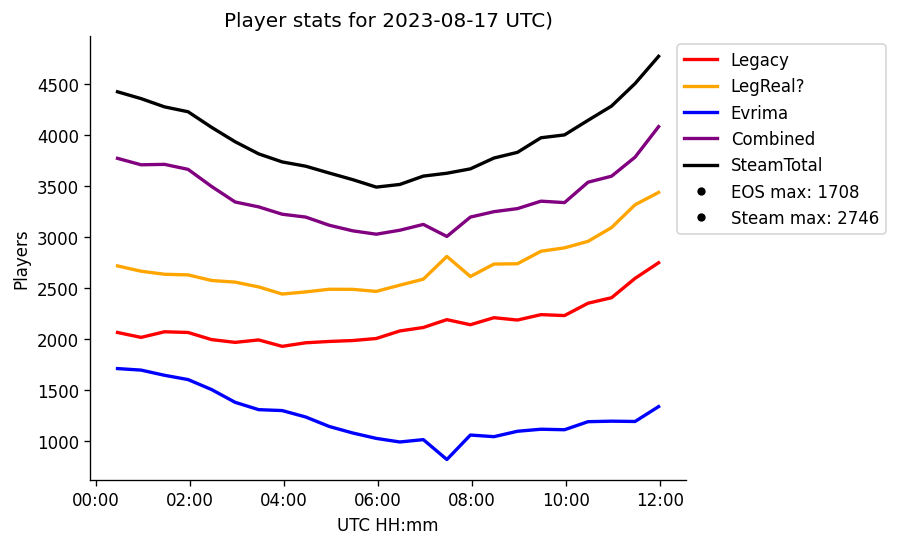 Player stats for 2023-08-17 UTC)
Legacy
LegReal?
Evrima
Combined
SteamTotal
EOS max: 1708
Steam max: 2746
Players
4500
4000
3500
3000
2500
2000
1500
1000
00:00 02:00 04:00 06:00 08:00 10:00 12:00
UTC HH:mm